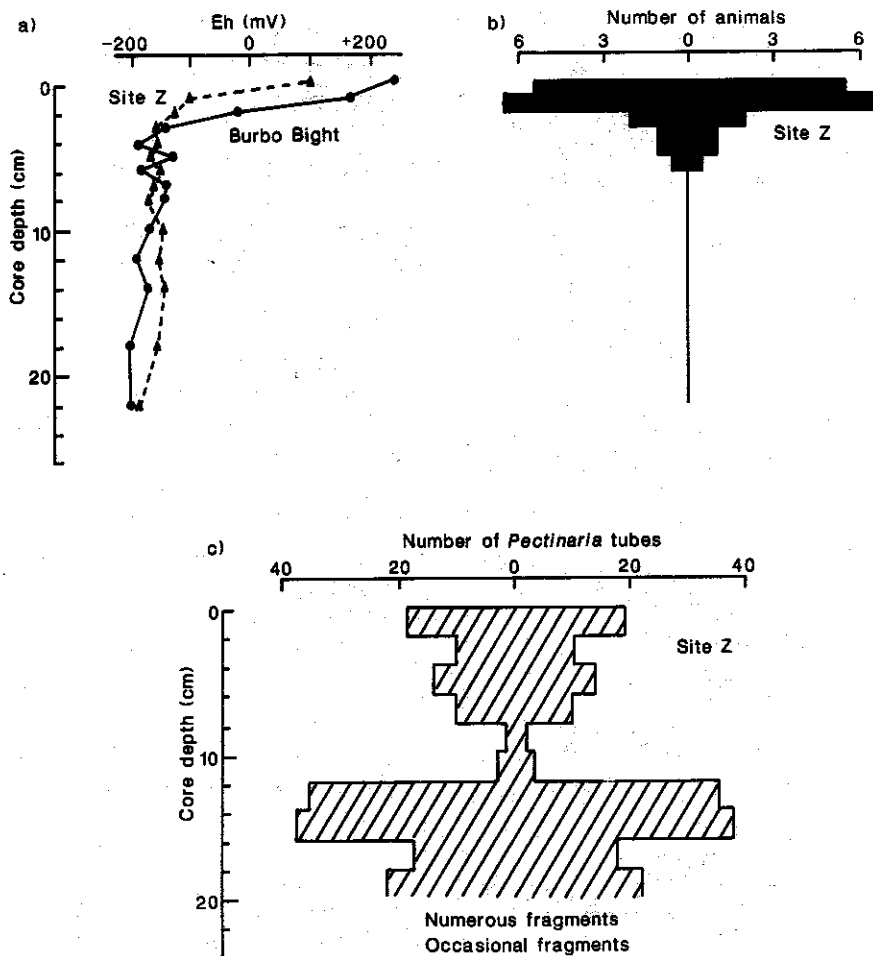 a)
Eh (mV)
-200 0 +200
0
10
20
Core depth (cm)
Site Z
Burbo Bight
b)
Number of animals
6 3 0 3 6
Site Z
c)
Number of Pectinaria tubes
40 20 0 20 40
0
10
20
Core depth (cm)
Site Z
Numerous fragments
Occasional fragments